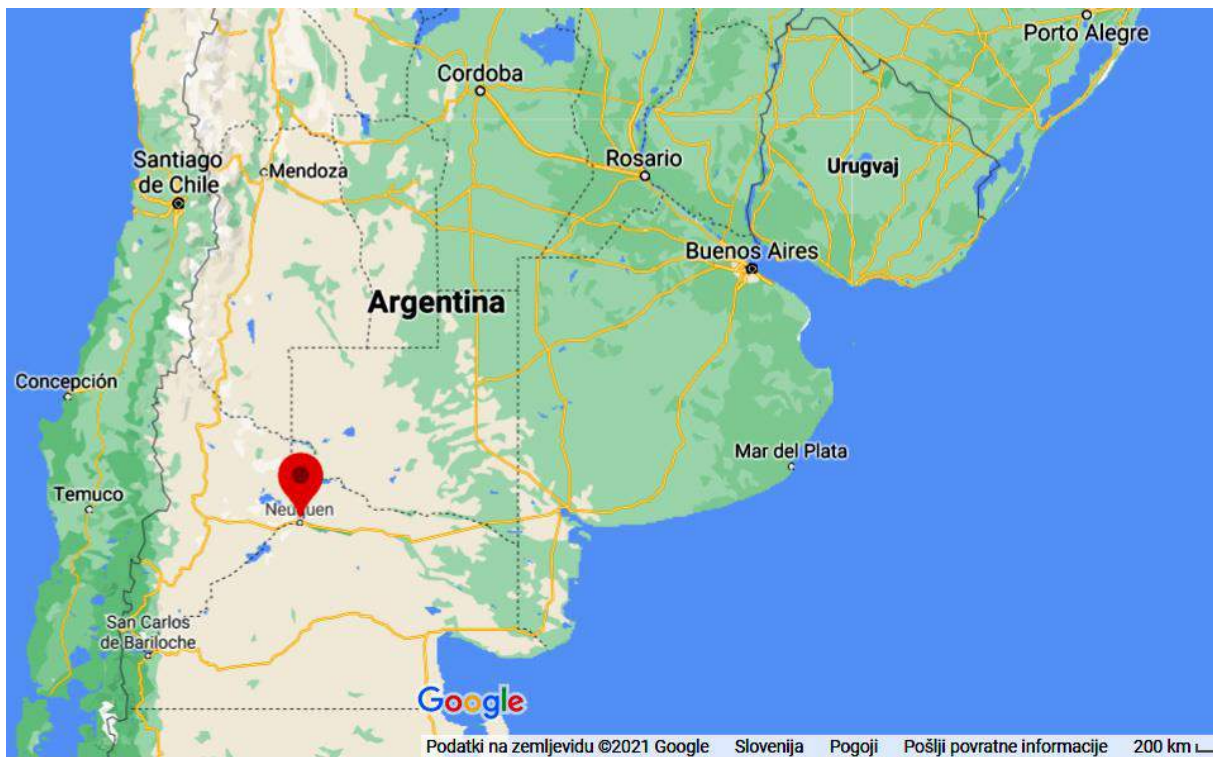 Porto Alegre
Cordoba
Rosario
Urugvaj
Santiago
de Chile
Mendoza
Buenos Aires
Argentina
Concepción
Mar del Plata
Temuco
San Carlos
de Bariloche
Google
Podatki na zemljevidu ©2021 Google Slovenija Pogoji Pošlji povratne informacije 200 km